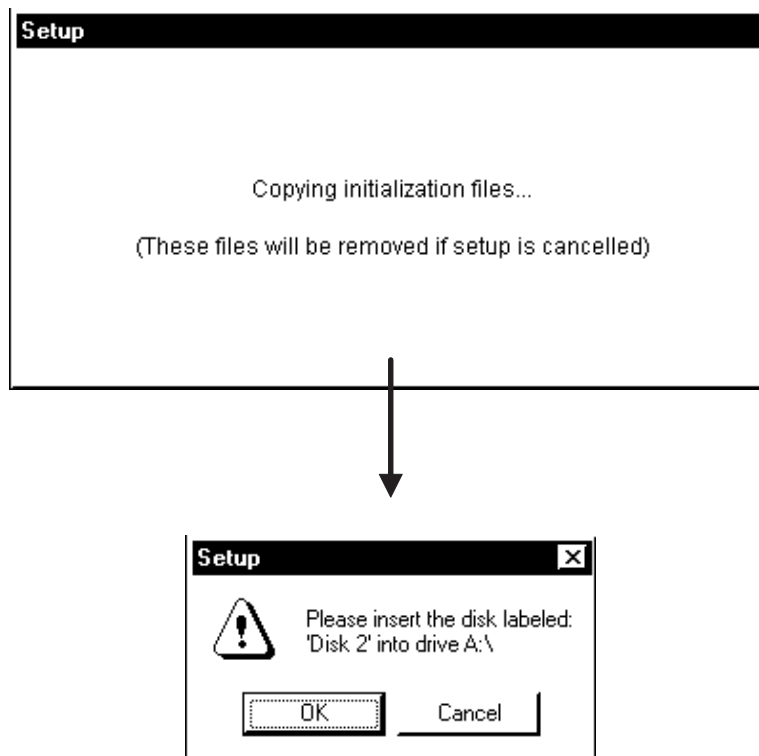 Setup
Copying initialization files...
(These files will be removed if setup is cancelled)
Setup
Please insert the disk labeled:
'Disk 2' into drive A:\
OK
Cancel